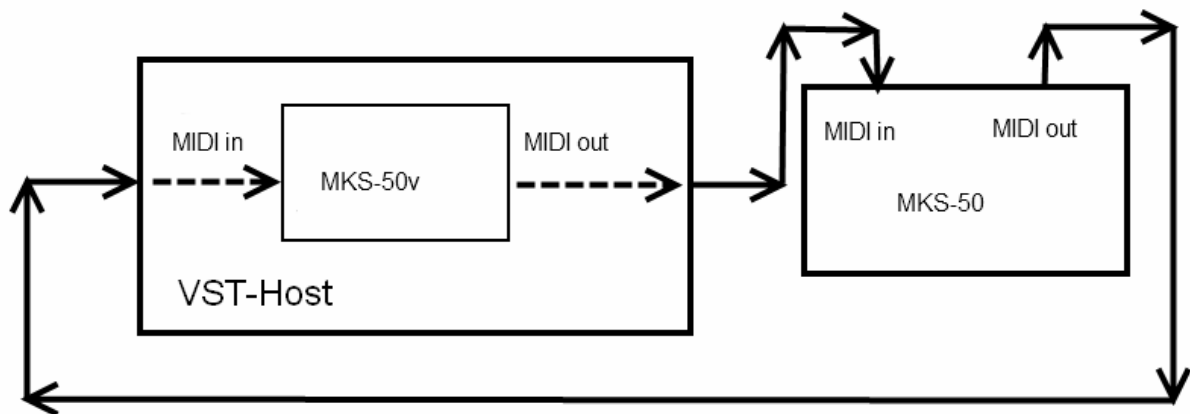 MIDI in
MIDI out
MKS-50v
VST-Host
MIDI in
MIDI out
MKS-50